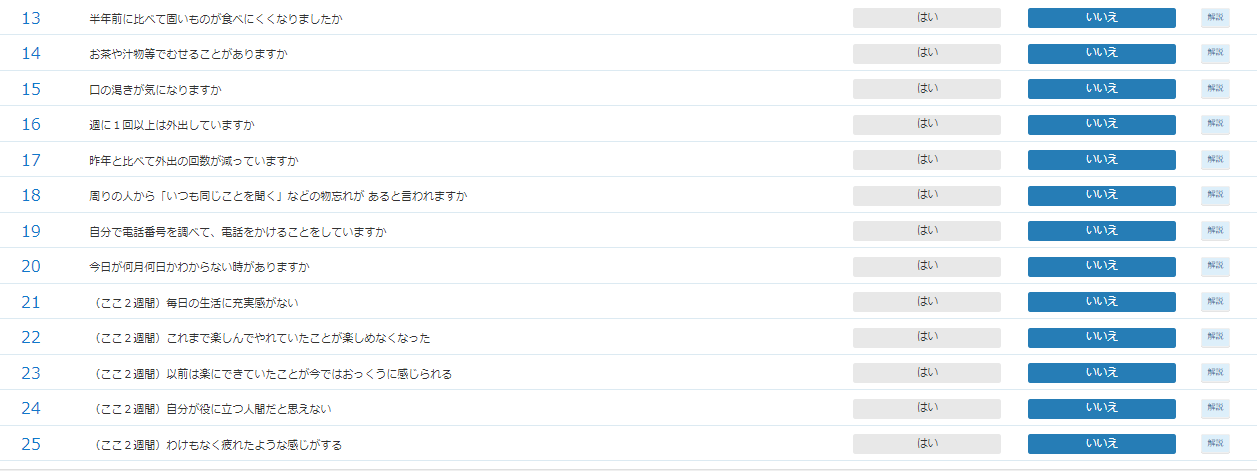 13 半年前に比べて固いものが食べにくくなりましたか はい いいえ 解説
14 お茶や汁物等でむせることがありますか はい いいえ 解説
15 口の渇きが気になりますか はい いいえ 解説
16 週に１回以上は外出していますか はい いいえ 解説
17 昨年と比べて外出の回数が減っていますか はい いいえ 解説
18 周りの人から「いつも同じことを聞く」などの物忘れが あると言われますか はい いいえ 解説
19 自分で電話番号を調べて、電話をかけることをしていますか はい いいえ 解説
20 今日が何月何日かわからない時がありますか はい いいえ 解説
21 （ここ２週間）毎日の生活に充実感がない はい いいえ 解説
22 （ここ２週間）これまで楽しんでやれていたことが楽しめなくなった はい いいえ 解説
23 （ここ２週間）以前は楽にできていたことが今ではおっくうに感じられる はい いいえ 解説
24 （ここ２週間）自分が役に立つ人間だと思えない はい いいえ 解説
25 （ここ２週間）わけもなく疲れたような感じがする はい いいえ 解説